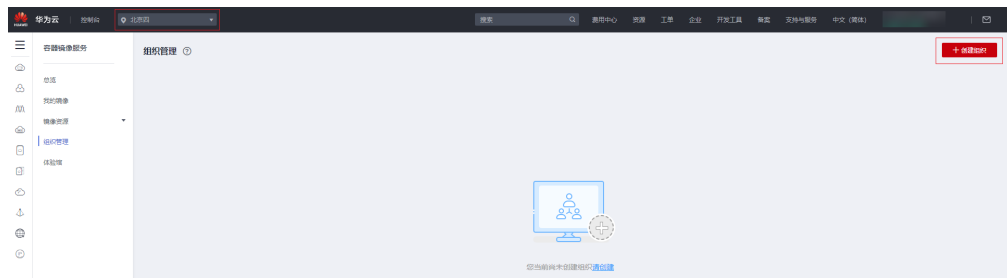 HUAWEI
华为云 控制台 北京四 搜索 费用中心 资源 工单 企业 开发工具 备案 支持与服务 中文 (简体)
容器镜像服务
组织管理
+ 创建组织
总览
我的镜像
镜像资源
组织管理
体验馆
您当前尚未创建组织请创建